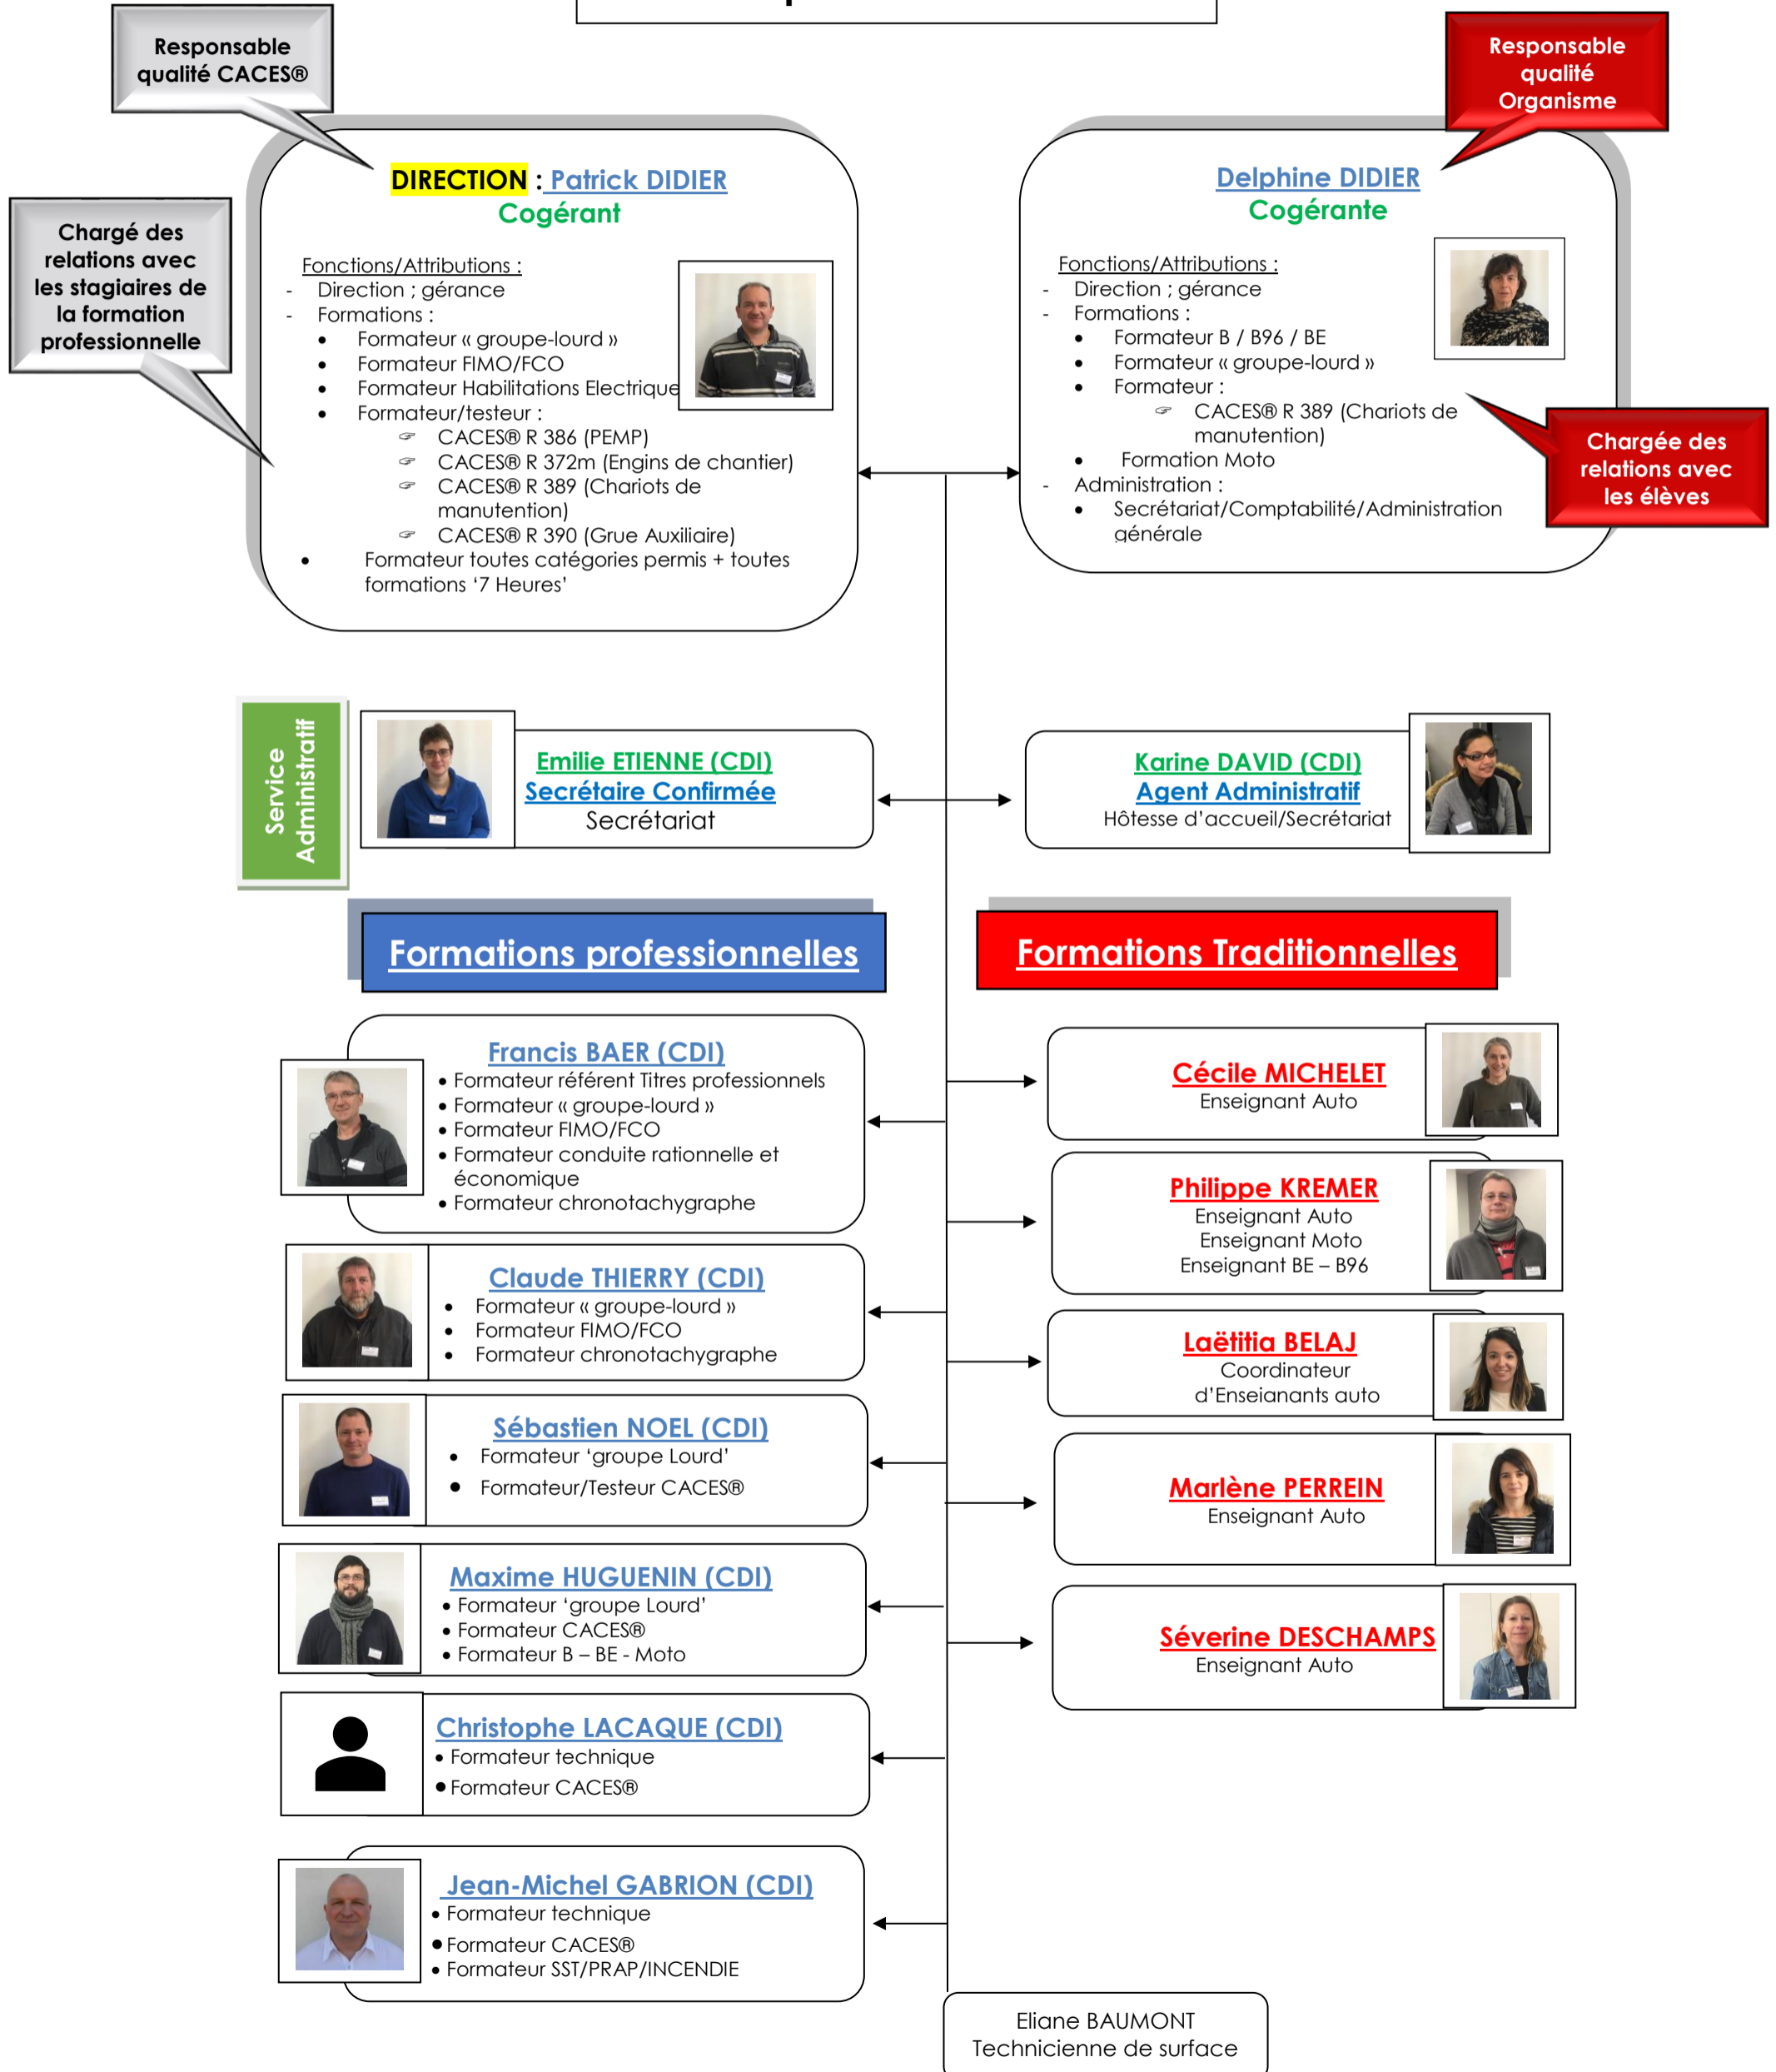 Responsable
qualité CACES®
Responsable
qualité
Organisme
Chargé des
relations avec
les stagiaires de
la formation
professionnelle
DIRECTION : Patrick DIDIER
Cogérant
Fonctions/Attributions :
- Direction ; gérance
- Formations :
• Formateur « groupe-lourd »
• Formateur FIMO/FCO
• Formateur Habilitations Electrique
• Formateur/testeur :
☞ CACES® R 386 (PEMP)
☞ CACES® R 372m (Engins de chantier)
☞ CACES® R 389 (Chariots de
manutention)
☞ CACES® R 390 (Grue Auxiliaire)
• Formateur toutes catégories permis + toutes
formations ‘7 Heures’
Delphine DIDIER
Cogérante
Fonctions/Attributions :
- Direction ; gérance
- Formations :
• Formateur B / B96 / BE
• Formateur « groupe-lourd »
• Formateur :
☞ CACES® R 389 (Chariots de
manutention)
• Formation Moto
- Administration :
• Secrétariat/Comptabilité/Administration
générale
Chargée des
relations avec
les élèves
Service
Administratif
Emilie ETIENNE (CDI)
Secrétaire Confirmée
Secrétariat
Karine DAVID (CDI)
Agent Administratif
Hôtesse d’accueil/Secrétariat
Formations professionnelles
Formations Traditionnelles
Francis BAER (CDI)
• Formateur référent Titres professionnels
• Formateur « groupe-lourd »
• Formateur FIMO/FCO
• Formateur conduite rationnelle et
économique
• Formateur chronotachygraphe
Claude THIERRY (CDI)
• Formateur « groupe-lourd »
• Formateur FIMO/FCO
• Formateur chronotachygraphe
Sébastien NOEL (CDI)
• Formateur ‘groupe Lourd’
• Formateur/Testeur CACES®
Maxime HUGUENIN (CDI)
• Formateur ‘groupe Lourd’
• Formateur CACES®
• Formateur B – BE - Moto
Christophe LACAQUE (CDI)
• Formateur technique
• Formateur CACES®
Jean-Michel GABRION (CDI)
• Formateur technique
• Formateur CACES®
• Formateur SST/PRAP/INCENDIE
Cécile MICHELET
Enseignant Auto
Philippe KREMER
Enseignant Auto
Enseignant Moto
Enseignant BE – B96
Laëtitia BELAJ
Coordinateur
d’Enseignants auto
Marlène PERREIN
Enseignant Auto
Séverine DESCHAMPS
Enseignant Auto
Eliane BAUMONT
Technicienne de surface